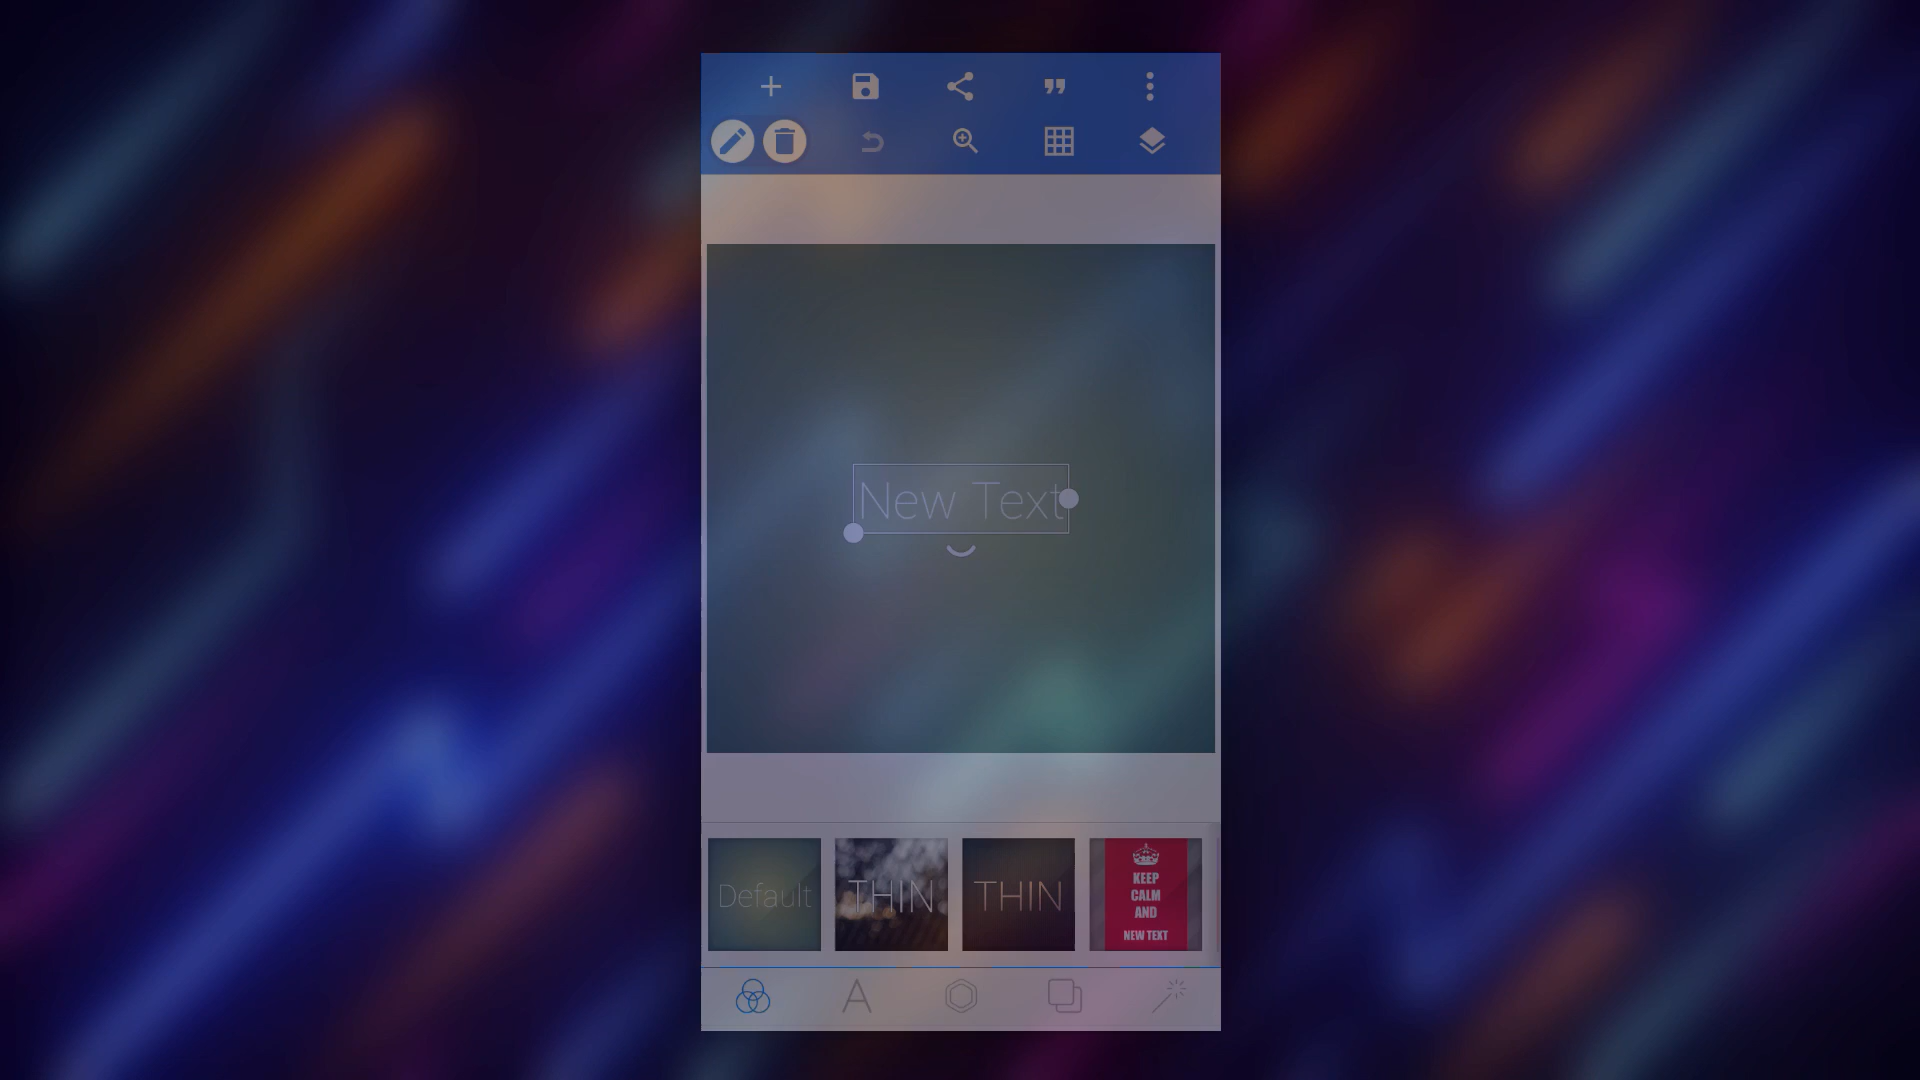 New Text
Default
THIN
THIN
KEEP
CALM
AND
NEW TEXT